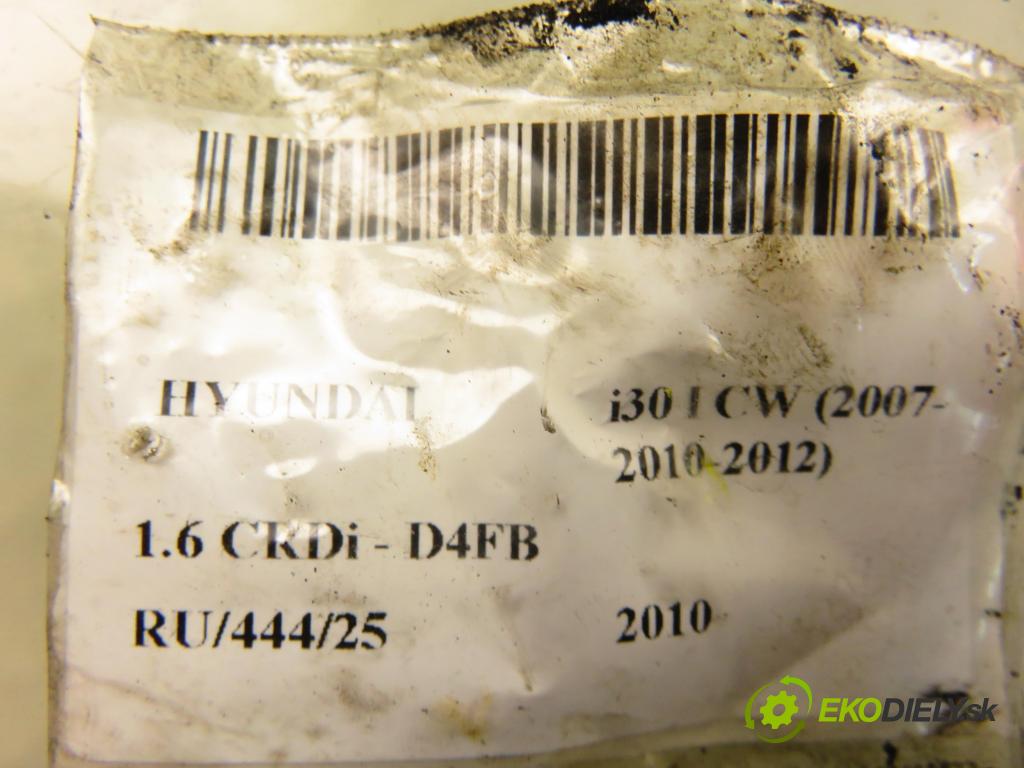 HYUNDAI i30 I CW (2007-
2010-2012)
1.6 CRDi - D4FB
RU/444/25 2010
EKODIELY.sk